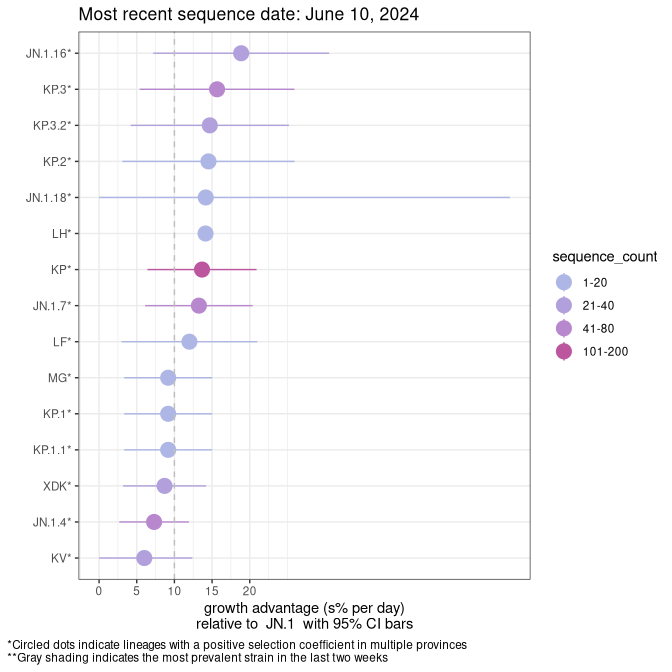 Most recent sequence date: June 10, 2024
JN.1.16*
KP.3*
KP.3.2*
KP.2*
JN.1.18*
LH*
KP*
JN.1.7*
LF*
MG*
KP.1*
KP.1.1*
XDK*
JN.1.4*
KV*
0 5 10 15 20
growth advantage (s% per day)
relative to JN.1 with 95% CI bars
sequence_count
1-20
21-40
41-80
101-200
*Circled dots indicate lineages with a positive selection coefficient in multiple provinces
**Gray shading indicates the most prevalent strain in the last two weeks